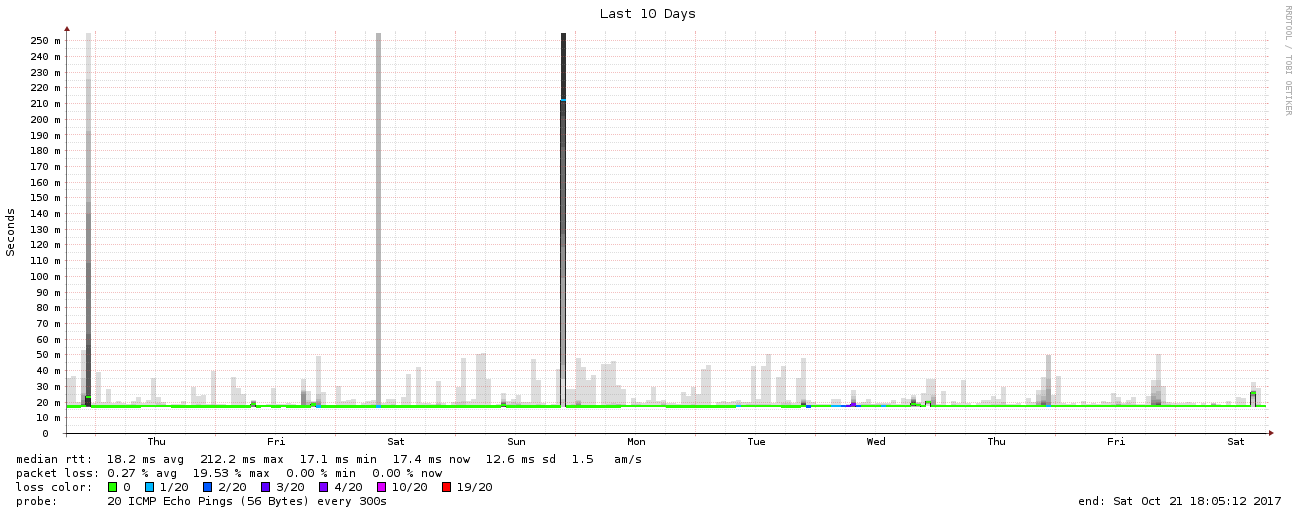 Last 10 Days
RRDTOOL / TOBI OETIKER
Seconds
250 m
240 m
230 m
220 m
210 m
200 m
190 m
180 m
170 m
160 m
150 m
140 m
130 m
120 m
110 m
100 m
90 m
80 m
70 m
60 m
50 m
40 m
30 m
20 m
10 m
0
Thu Fri Sat Sun Mon Tue Wed Thu Fri Sat
median rtt: 18.2 ms avg 212.2 ms max 17.1 ms min 17.4 ms now 12.6 ms sd 1.5 am/s
packet loss: 0.27 % avg 19.53 % max 0.00 % min 0.00 % now
loss color: 0 1/20 2/20 3/20 4/20 10/20 19/20
probe: 20 ICMP Echo Pings (56 Bytes) every 300s end: Sat Oct 21 18:05:12 2017